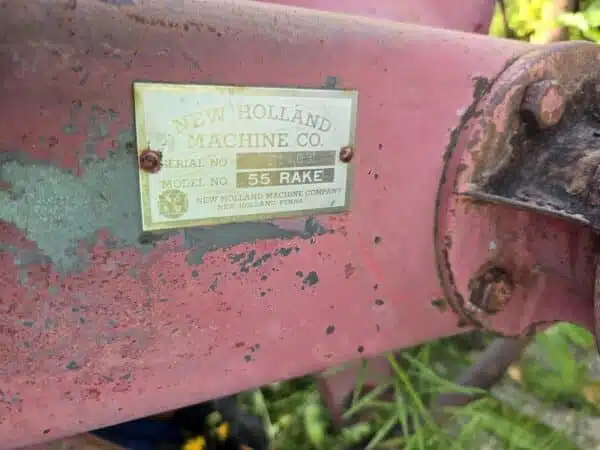 NEW HOLLAND
MACHINE CO.
SERIAL NO
MODEL NO. 55 RAKE
NEW HOLLAND MACHINE COMPANY
NEW HOLLAND PENNA